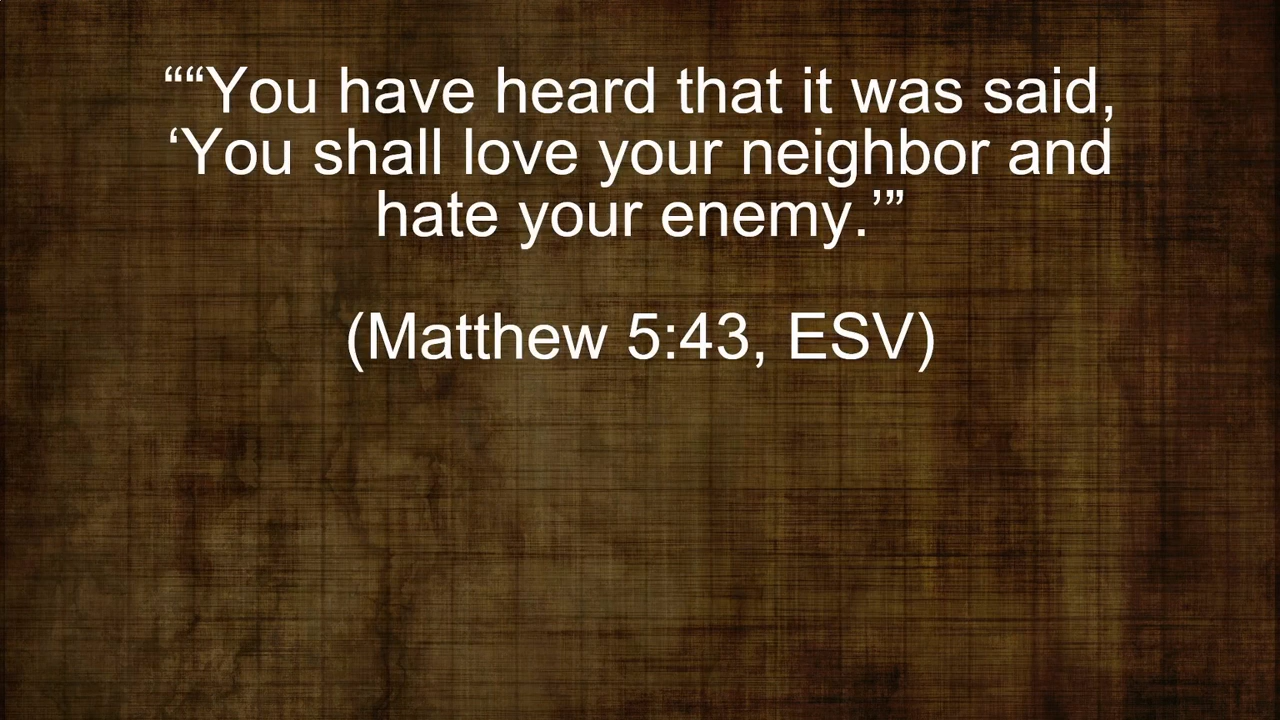 ““You have heard that it was said,
‘You shall love your neighbor and
hate your enemy.’”
(Matthew 5:43, ESV)